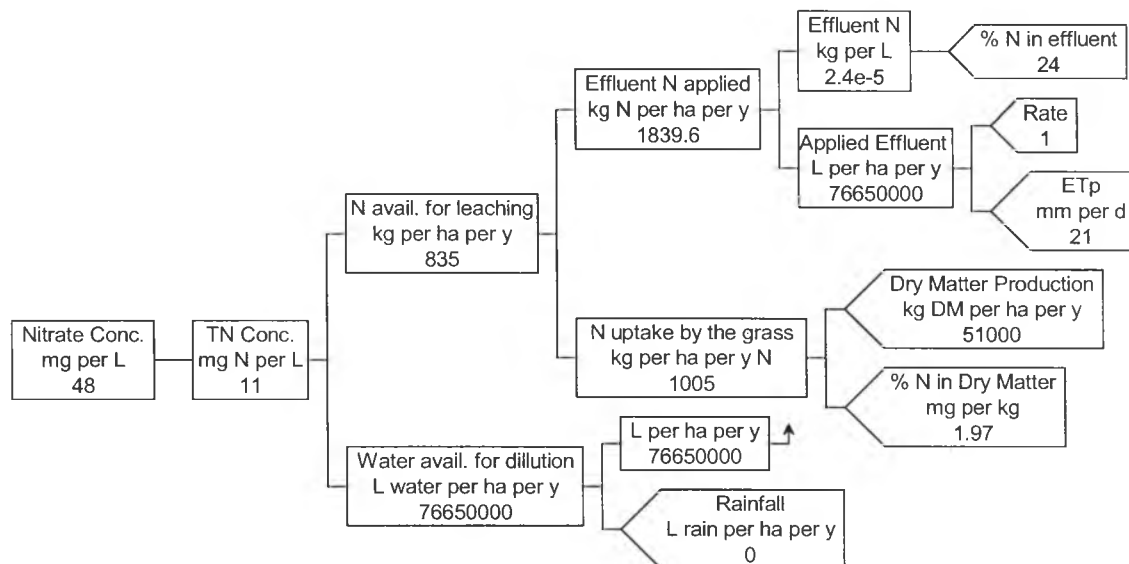 Effluent N
kg per L
2.4e-5
% N in effluent
24
Effluent N applied
kg N per ha per y
1839.6
Rate
1
Applied Effluent
L per ha per y
76650000
ETp
mm per d
21
N avail. for leaching
kg per ha per y
835
Dry Matter Production
kg DM per ha per y
51000
Nitrate Conc.
mg per L
48
TN Conc.
mg N per L
11
N uptake by the grass
kg per ha per y N
1005
% N in Dry Matter
mg per kg
1.97
L per ha per y
76650000
Water avail. for dillution
L water per ha per y
76650000
Rainfall
L rain per ha per y
0